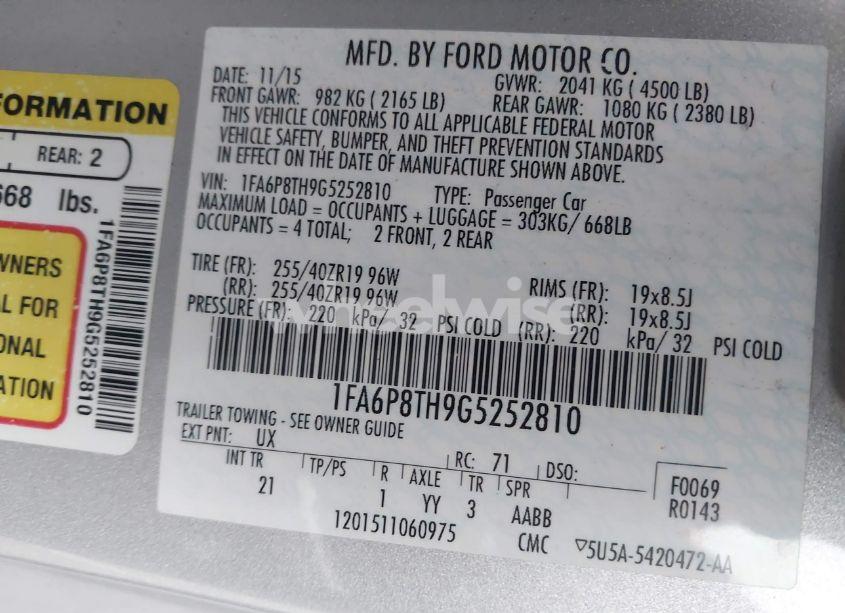 FORMATION
REAR: 2
668 lbs.
WNERS
AL FOR
ONAL
ATION
1FA6P8TH9G5252810
MFD. BY FORD MOTOR CO.
DATE: 11/15 GVWR: 2041 KG ( 4500 LB)
FRONT GAWR: 982 KG ( 2165 LB) REAR GAWR: 1080 KG ( 2380 LB)
THIS VEHICLE CONFORMS TO ALL APPLICABLE FEDERAL MOTOR
VEHICLE SAFETY, BUMPER, AND THEFT PREVENTION STANDARDS
IN EFFECT ON THE DATE OF MANUFACTURE SHOWN ABOVE.
VIN: 1FA6P8TH9G5252810 TYPE: Passenger Car
MAXIMUM LOAD = OCCUPANTS + LUGGAGE = 303KG/ 668LB
OCCUPANTS = 4 TOTAL; 2 FRONT, 2 REAR
TIRE (FR): 255/40ZR19 96W RIMS (FR): 19x8.5J
(RR): 255/40ZR19 96W (RR): 19x8.5J
PRESSURE (FR): 220 kPa/ 32 PSI COLD (RR): 220 kPa/ 32 PSI COLD
wheelwise
1FA6P8TH9G5252810
TRAILER TOWING - SEE OWNER GUIDE
EXT PNT: UX RC: 71 DSO: F0069
INT TR TP/PS R AXLE TR SPR R0143
21 1 YY 3 AABB
1201511060975 CMC ▽5U5A-5420472-AA